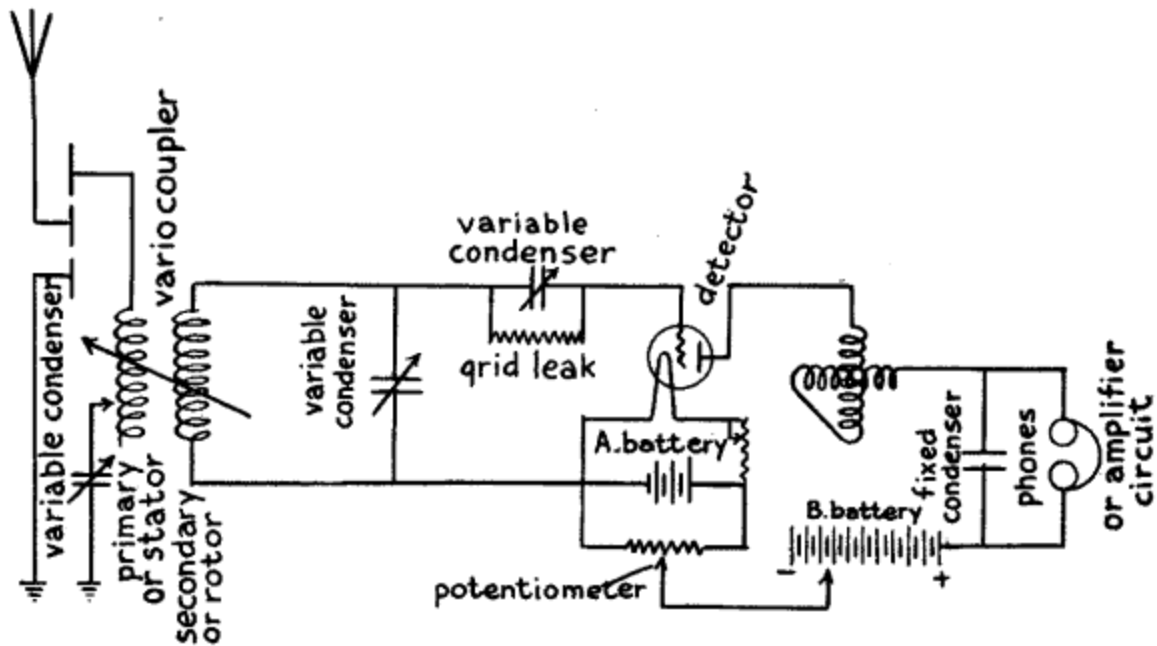 vario coupler
variable condenser
primary
or stator
secondary
or rotor
variable
condenser
variable
condenser
grid leak
detector
A.battery
potentiometer
B.battery
-
+
fixed
condenser
phones
or amplifier
circuit